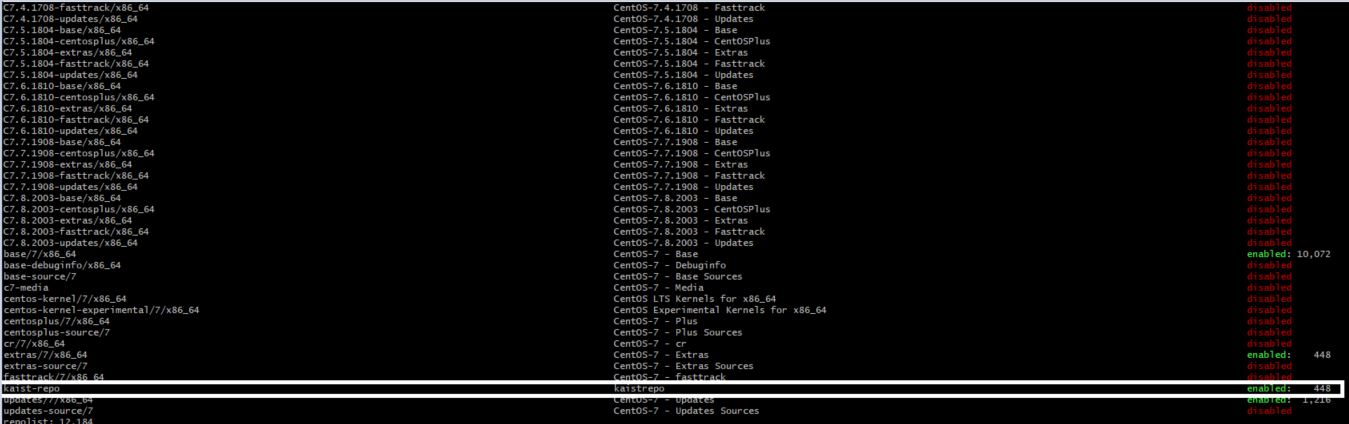 C7.4.1708-fasttrack/x86_64 CentOS-7.4.1708 - Fasttrack disabled
C7.4.1708-updates/x86_64 CentOS-7.4.1708 - Updates disabled
C7.5.1804-base/x86_64 CentOS-7.5.1804 - Base disabled
C7.5.1804-centosplus/x86_64 CentOS-7.5.1804 - CentOSPlus disabled
C7.5.1804-extras/x86_64 CentOS-7.5.1804 - Extras disabled
C7.5.1804-fasttrack/x86_64 CentOS-7.5.1804 - Fasttrack disabled
C7.5.1804-updates/x86_64 CentOS-7.5.1804 - Updates disabled
C7.6.1810-base/x86_64 CentOS-7.6.1810 - Base disabled
C7.6.1810-centosplus/x86_64 CentOS-7.6.1810 - CentOSPlus disabled
C7.6.1810-extras/x86_64 CentOS-7.6.1810 - Extras disabled
C7.6.1810-fasttrack/x86_64 CentOS-7.6.1810 - Fasttrack disabled
C7.6.1810-updates/x86_64 CentOS-7.6.1810 - Updates disabled
C7.7.1908-base/x86_64 CentOS-7.7.1908 - Base disabled
C7.7.1908-centosplus/x86_64 CentOS-7.7.1908 - CentOSPlus disabled
C7.7.1908-extras/x86_64 CentOS-7.7.1908 - Extras disabled
C7.7.1908-fasttrack/x86_64 CentOS-7.7.1908 - Fasttrack disabled
C7.7.1908-updates/x86_64 CentOS-7.7.1908 - Updates disabled
C7.8.2003-base/x86_64 CentOS-7.8.2003 - Base disabled
C7.8.2003-centosplus/x86_64 CentOS-7.8.2003 - CentOSPlus disabled
C7.8.2003-extras/x86_64 CentOS-7.8.2003 - Extras disabled
C7.8.2003-fasttrack/x86_64 CentOS-7.8.2003 - Fasttrack disabled
C7.8.2003-updates/x86_64 CentOS-7.8.2003 - Updates disabled
base/7/x86_64 CentOS-7 - Base enabled: 10,072
base-debuginfo/x86_64 CentOS-7 - Debuginfo disabled
base-source/7 CentOS-7 - Base Sources disabled
c7-media CentOS-7 - Media disabled
centos-kernel/7/x86_64 CentOS LTS Kernels for x86_64 disabled
centos-kernel-experimental/7/x86_64 CentOS Experimental Kernels for x86_64 disabled
centosplus/7/x86_64 CentOS-7 - Plus disabled
centosplus-source/7 CentOS-7 - Plus Sources disabled
cr/7/x86_64 CentOS-7 - cr disabled
extras/7/x86_64 CentOS-7 - Extras enabled: 448
extras-source/7 CentOS-7 - Extras Sources disabled
fasttrack/7/x86_64 CentOS-7 - fasttrack disabled
kaist-repo kaistrepo enabled: 448
updates/7/x86_64 CentOS-7 - Updates enabled: 1,216
updates-source/7 CentOS-7 - Updates Sources disabled
repolist: 12,184